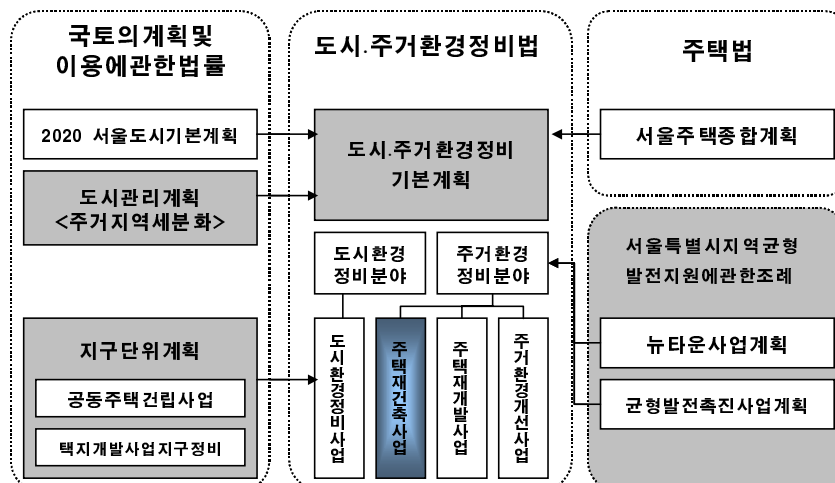 국토의계획및
이용에관한법률
2020 서울도시기본계획
도시관리계획
<주거지역세분화>
지구단위계획
공동주택건립사업
택지개발사업지구정비
도시.주거환경정비법
도시.주거환경정비
기본계획
도시환경
정비분야
주거환경
정비분야
도시환경정비사업
주택재건축사업
주택재개발사업
주거환경개선사업
주택법
서울주택종합계획
서울특별시지역균형
발전지원에관한조례
뉴타운사업계획
균형발전촉진사업계획